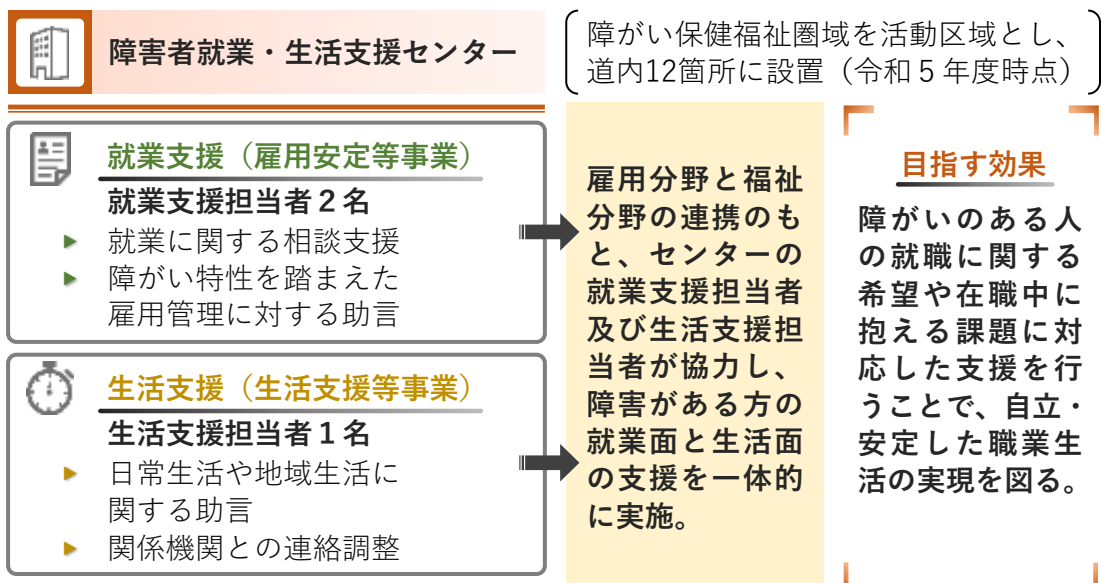 障害者就業・生活支援センター
障がい保健福祉圏域を活動区域とし、
道内12箇所に設置（令和５年度時点）
就業支援（雇用安定等事業）
就業支援担当者２名
▶ 就業に関する相談支援
▶ 障がい特性を踏まえた
雇用管理に対する助言
生活支援（生活支援等事業）
生活支援担当者１名
▶ 日常生活や地域生活に
関する助言
▶ 関係機関との連絡調整
雇用分野と福祉
分野の連携のも
と、センターの
就業支援担当者
及び生活支援担
当者が協力し、
障害がある方の
就業面と生活面
の支援を一体的
に実施。
目指す効果
障がいのある人
の就職に関する
希望や在職中に
抱える課題に対
応した支援を行
うことで、自立・
安定した職業生
活の実現を図る。